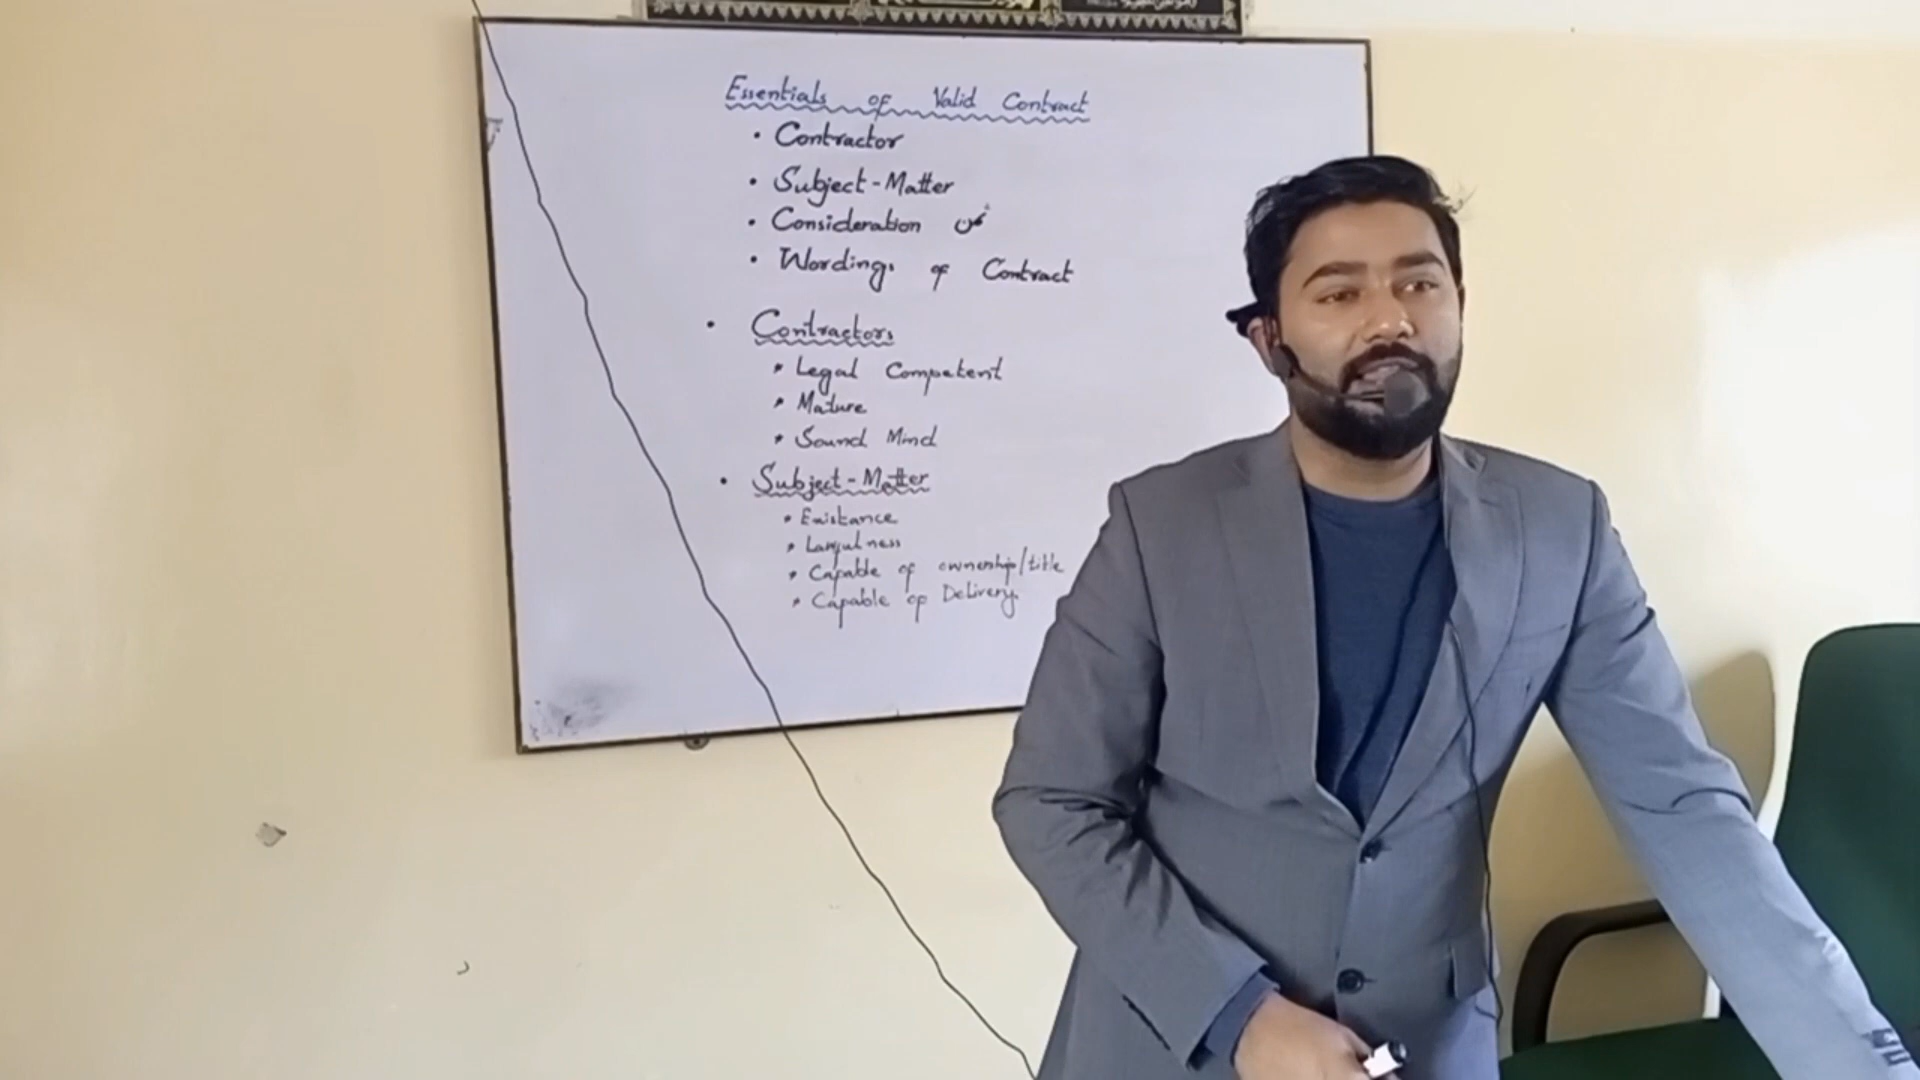 Essentials of Valid Contract
• Contractor
• Subject-Matter
• Consideration ثمن
• Wordings of Contract
• Contractors
* Legal Competent
* Mature
* Sound Mind
• Subject-Matter
* Existance
* Lawfulness
* Capable of ownership/title
* Capable of Delivery.